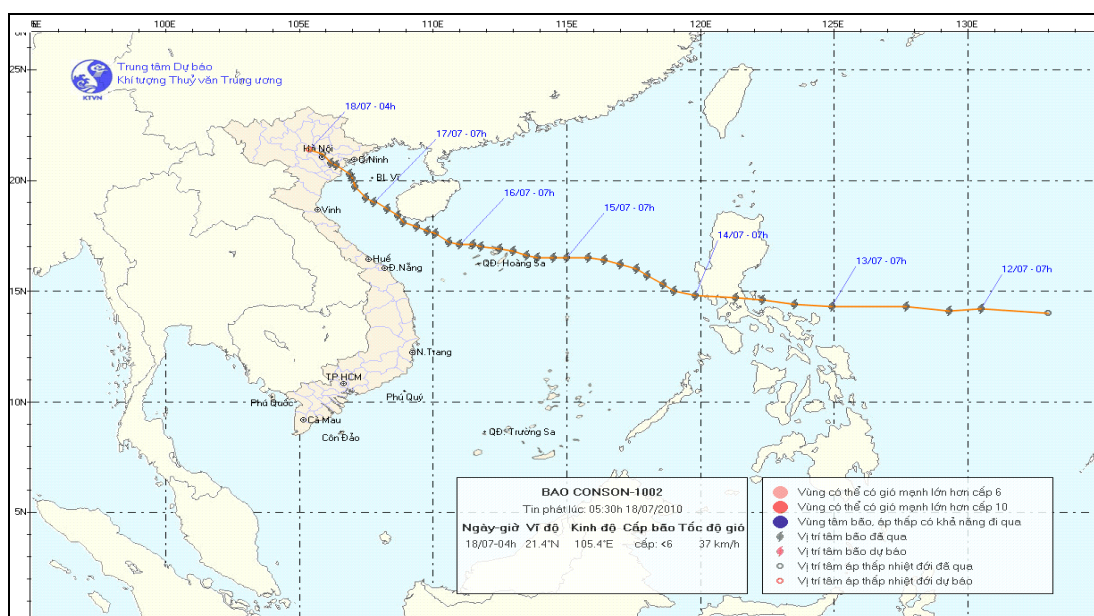 100E 105E 110E 115E 120E 125E 130E
Trung tâm Dự báo
Khí tượng Thuỷ văn Trung ương
KTVN
25N
20N
15N
10N
5N
18/07 - 04h
17/07 - 07h
16/07 - 07h
15/07 - 07h
14/07 - 07h
13/07 - 07h
12/07 - 07h
Hà Nội
Q.Ninh
BL Vĩ
Vinh
Huế
Đ.Nẵng
QĐ. Hoàng Sa
N.Trang
TP HCM
Phú Quốc
Phú Quý
Cà Mau
Côn Đảo
QĐ. Trường Sa
BAO CONSON-1002
Tin phát lúc: 05:30h 18/07/2010
Ngày-giờ Vĩ độ Kinh độ Cấp bão Tốc độ gió
18/07-04h 21.4°N 105.4°E cấp: <6 37 km/h
Vùng có thể có gió mạnh lớn hơn cấp 6
Vùng có thể có gió mạnh lớn hơn cấp 10
Vùng tâm bão, áp thấp có khả năng đi qua
Vị trí tâm bão đã qua
Vị trí tâm bão dự báo
Vị trí tâm áp thấp nhiệt đới đã qua
Vị trí tâm áp thấp nhiệt đới dự báo